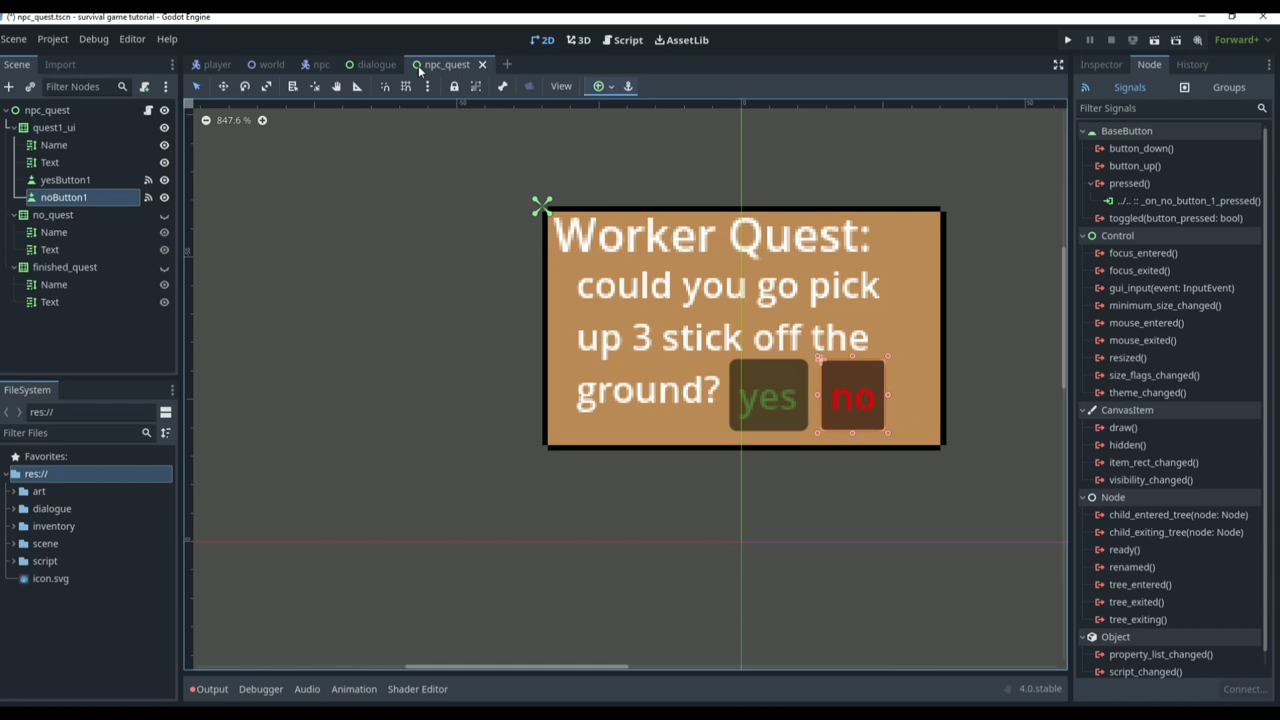 (*) npc_quest.tscn - survival game tutorial - Godot Engine
Scene Project Debug Editor Help
2D 3D Script AssetLib
Forward+
Scene Import
player world npc dialogue npc_quest
Inspector Node History
Filter Nodes
View
Signals Groups
Filter Signals
npc_quest
quest1_ui
Name
Text
yesButton1
noButton1
no_quest
Name
Text
finished_quest
Name
Text
-50 0 50
847.6 %
Worker Quest:
could you go pick
up 3 stick off the
ground? yes no
BaseButton
button_down()
button_up()
pressed()
../.. :: _on_no_button_1_pressed()
toggled(button_pressed: bool)
Control
focus_entered()
focus_exited()
gui_input(event: InputEvent)
minimum_size_changed()
mouse_entered()
mouse_exited()
resized()
size_flags_changed()
theme_changed()
CanvasItem
draw()
hidden()
item_rect_changed()
visibility_changed()
Node
child_entered_tree(node: Node)
child_exiting_tree(node: Node)
ready()
renamed()
tree_entered()
tree_exited()
tree_exiting()
Object
property_list_changed()
script_changed()
Connect...
FileSystem
res://
Filter Files
Favorites:
res://
art
dialogue
inventory
scene
script
icon.svg
Output Debugger Audio Animation Shader Editor
4.0.stable